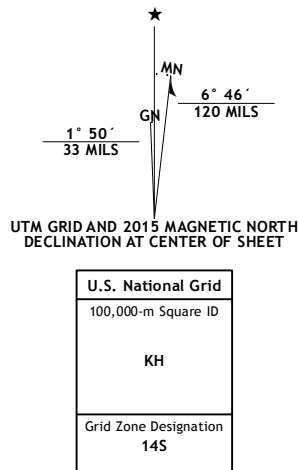 ★
MN
6° 46´
120 MILS
GN
1° 50´
33 MILS
UTM GRID AND 2015 MAGNETIC NORTH
DECLINATION AT CENTER OF SHEET
U.S. National Grid
100,000-m Square ID
KH
Grid Zone Designation
14S